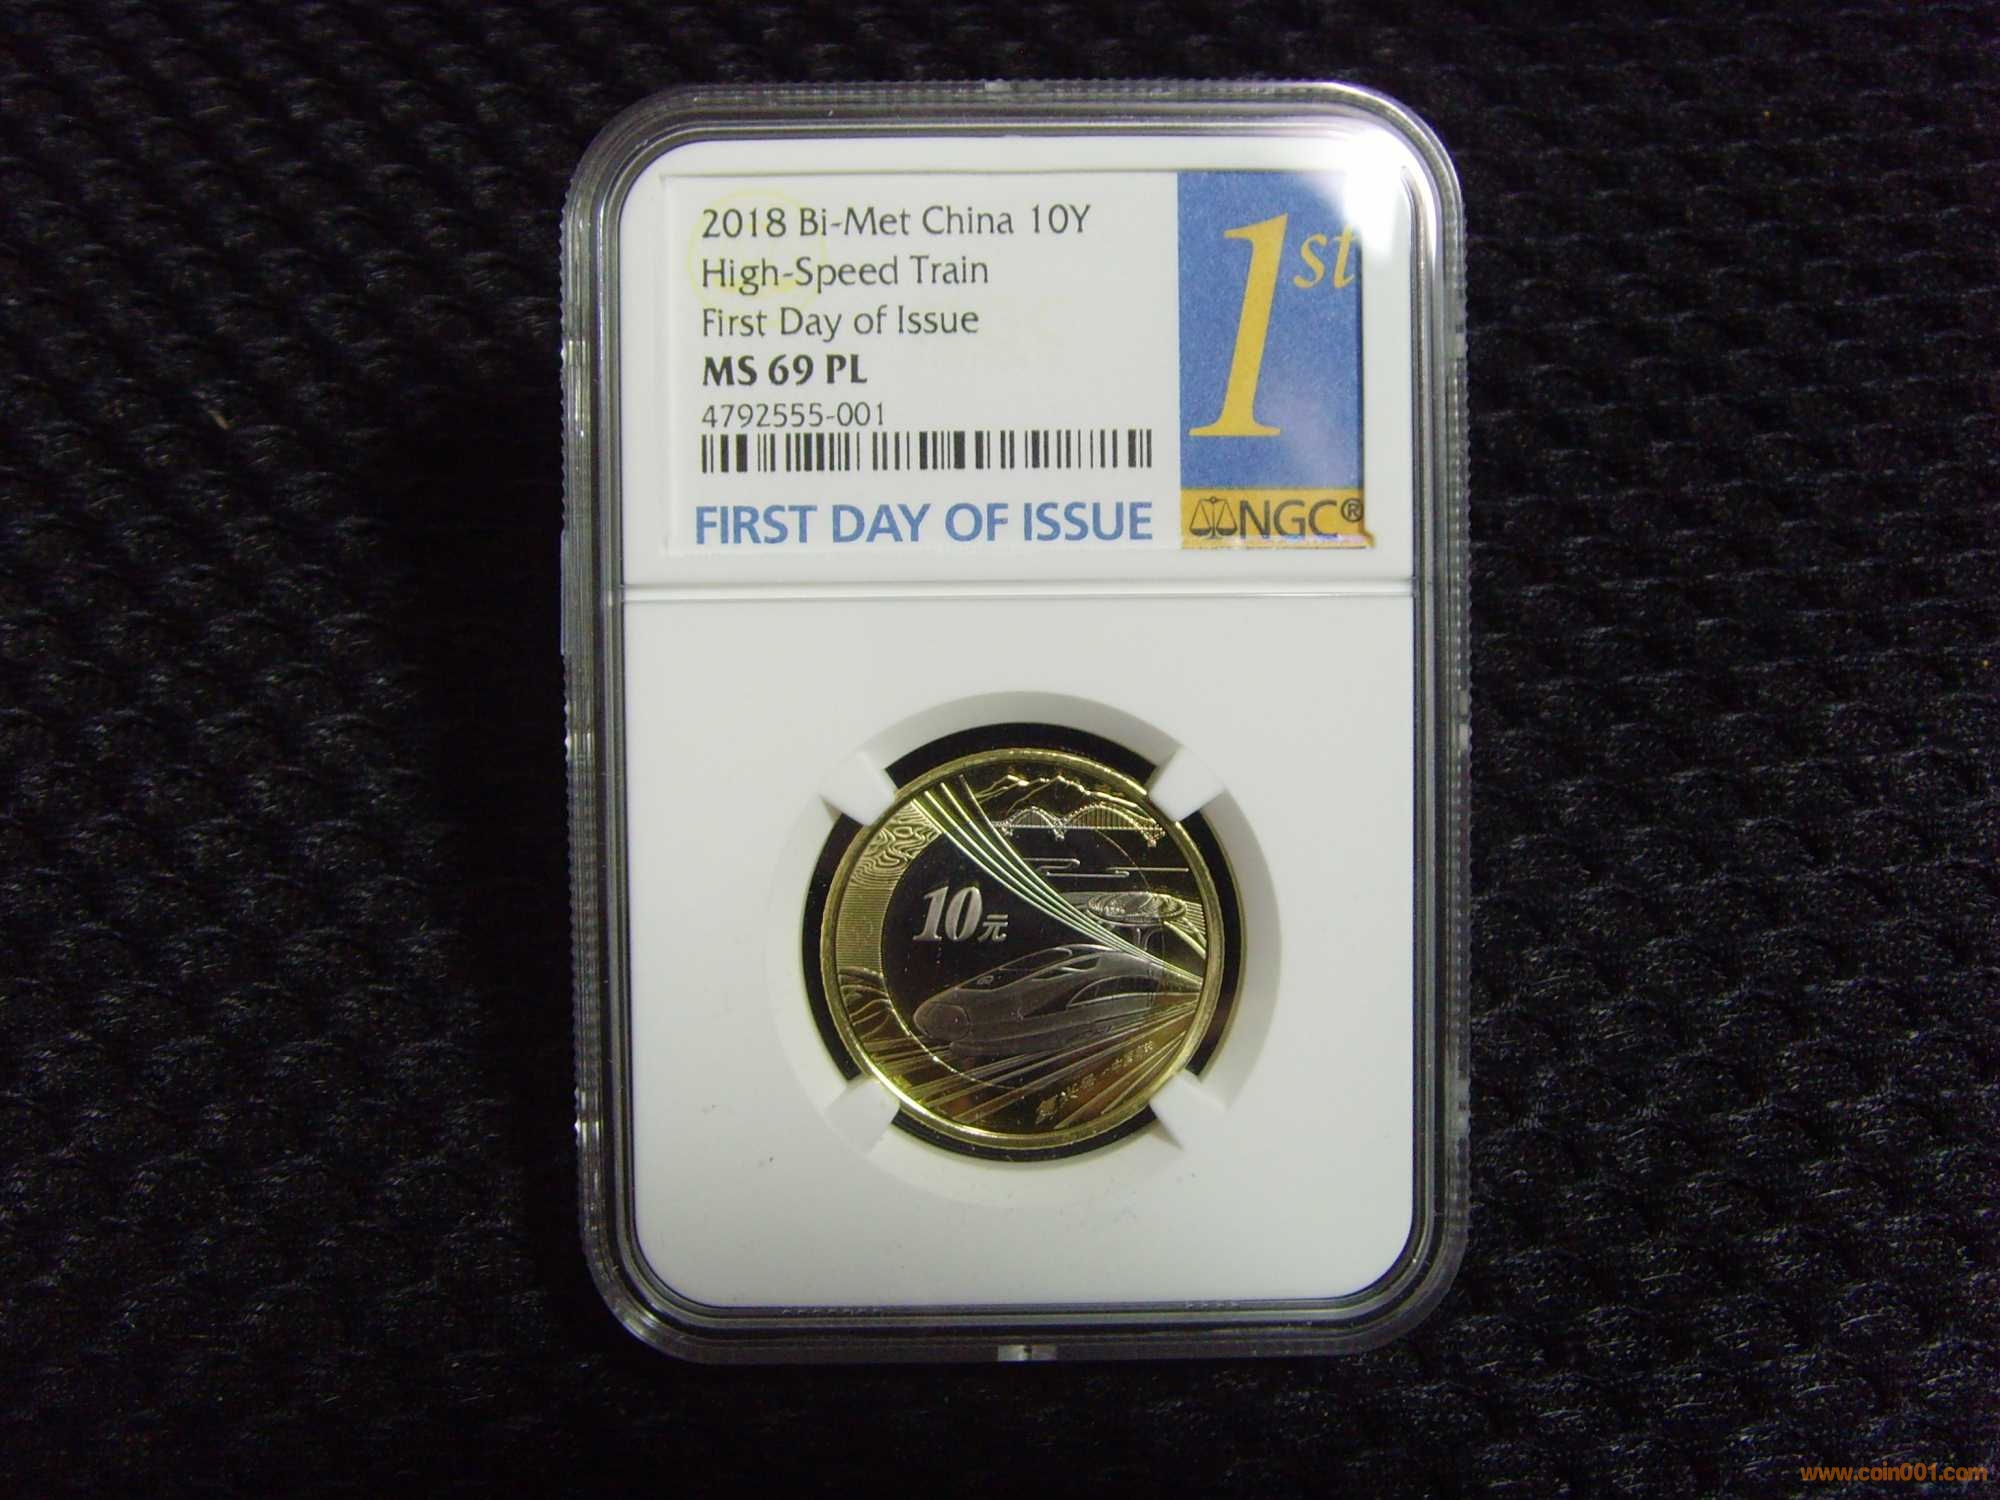 2018 Bi-Met China 10Y
High-Speed Train
First Day of Issue
MS 69 PL
4792555-001
FIRST DAY OF ISSUE
1st
NGC®
10元
www.coin001.com